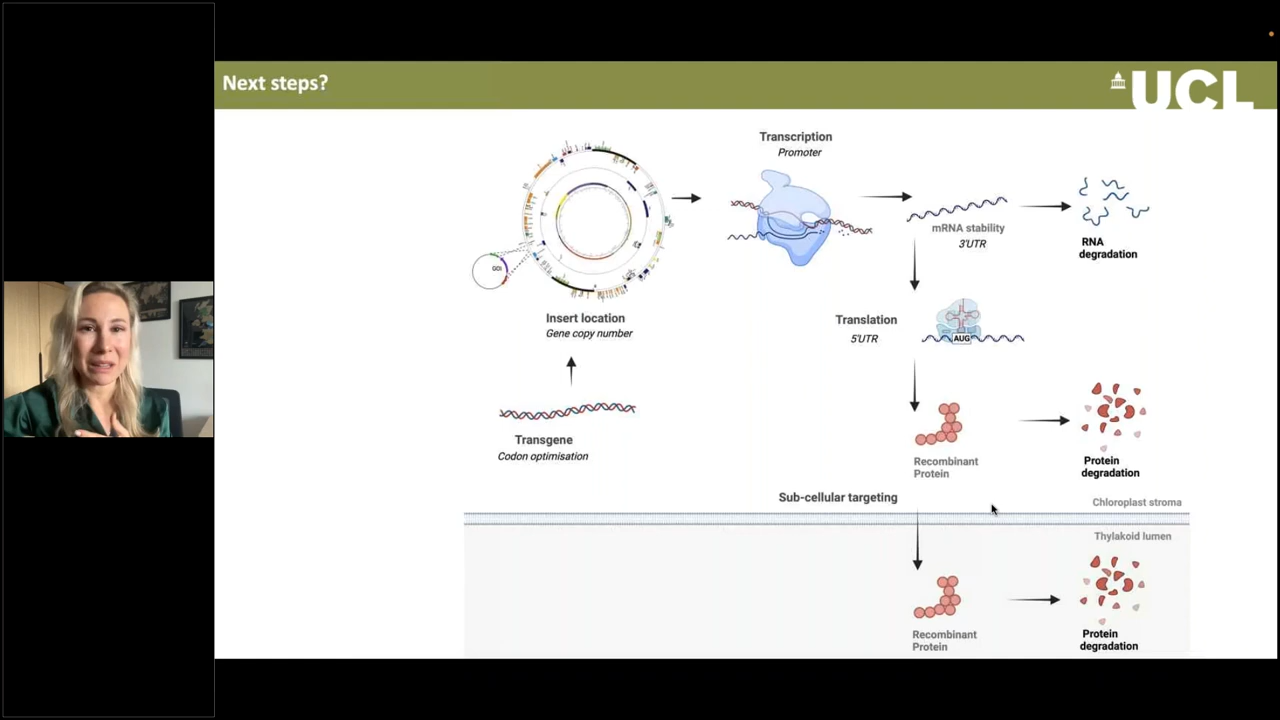 Next steps?
UCL
Transcription
Promoter
mRNA stability
3'UTR
RNA
degradation
GOI
Insert location
Gene copy number
Translation
5'UTR
AUG
Transgene
Codon optimisation
Recombinant
Protein
Protein
degradation
Sub-cellular targeting
Chloroplast stroma
Thylakoid lumen
Recombinant
Protein
Protein
degradation